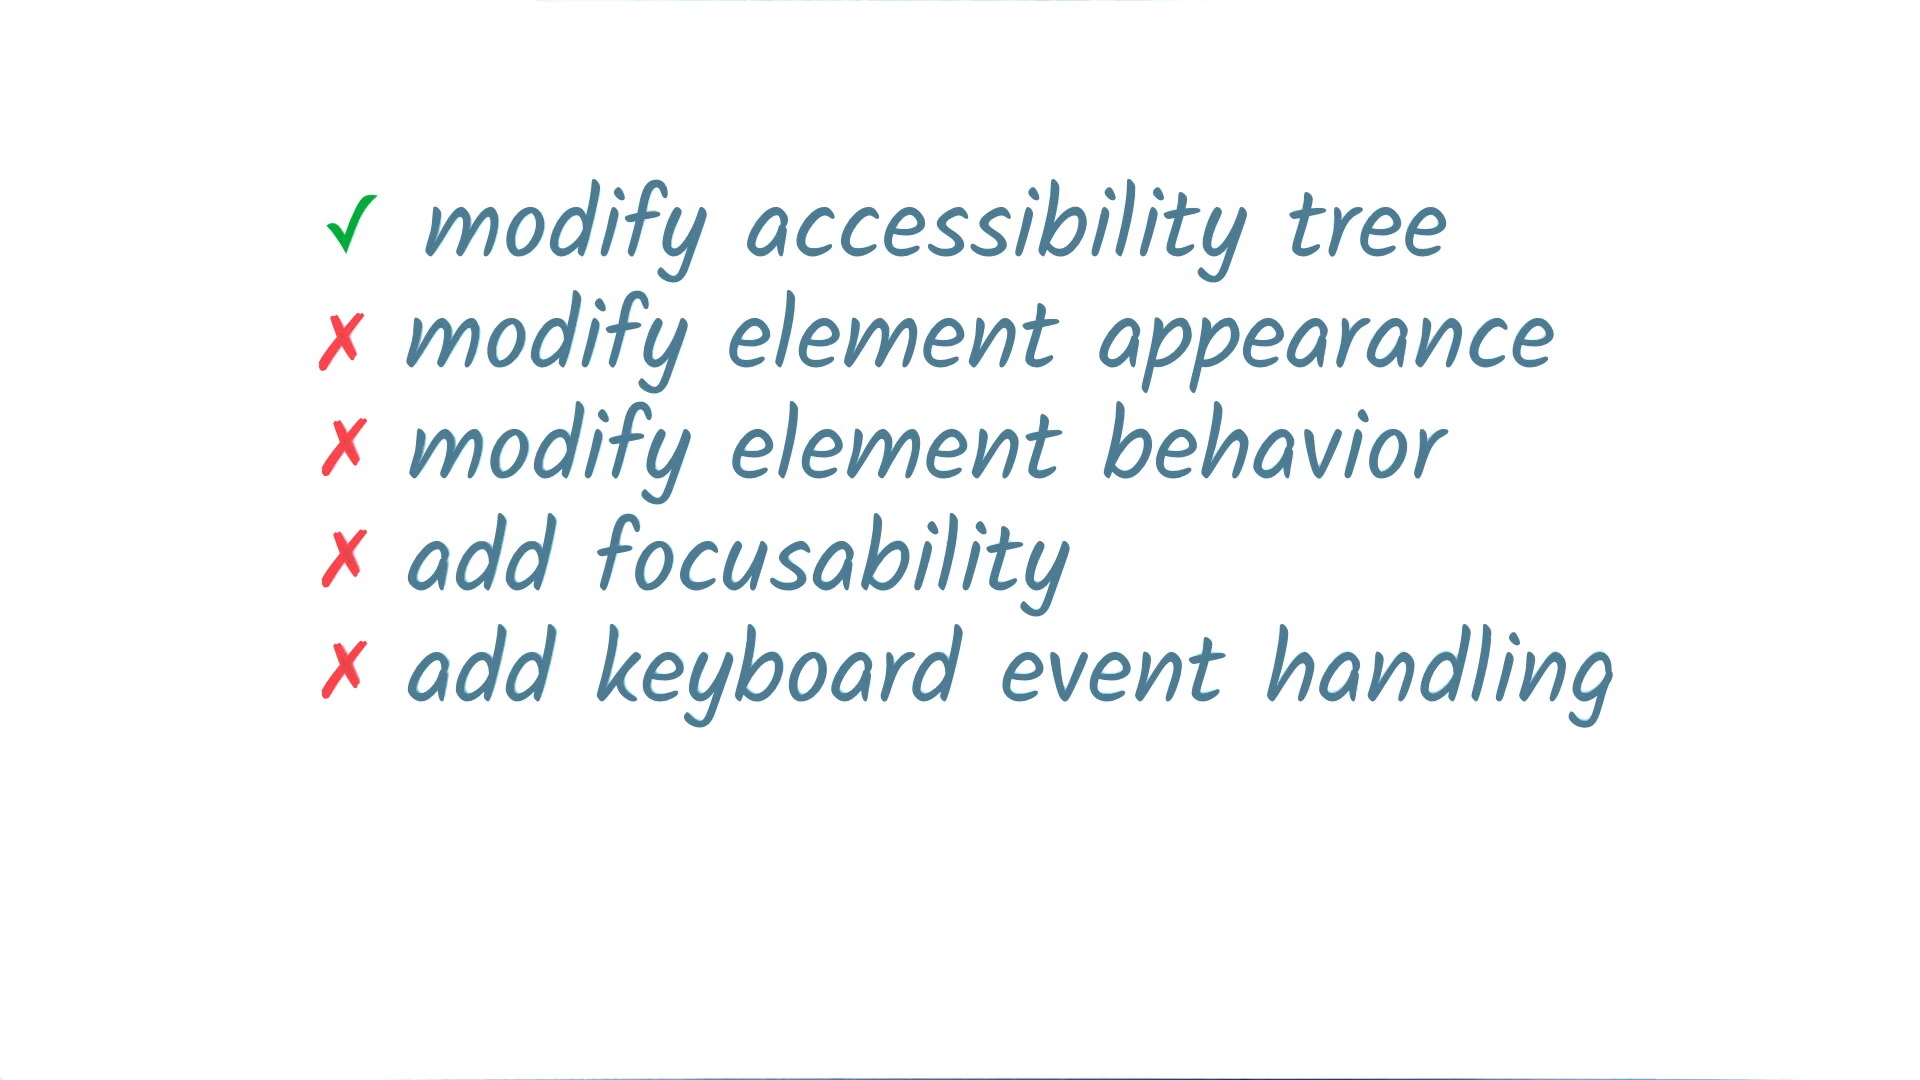 ✓ modify accessibility tree
✗ modify element appearance
✗ modify element behavior
✗ add focusability
✗ add keyboard event handling